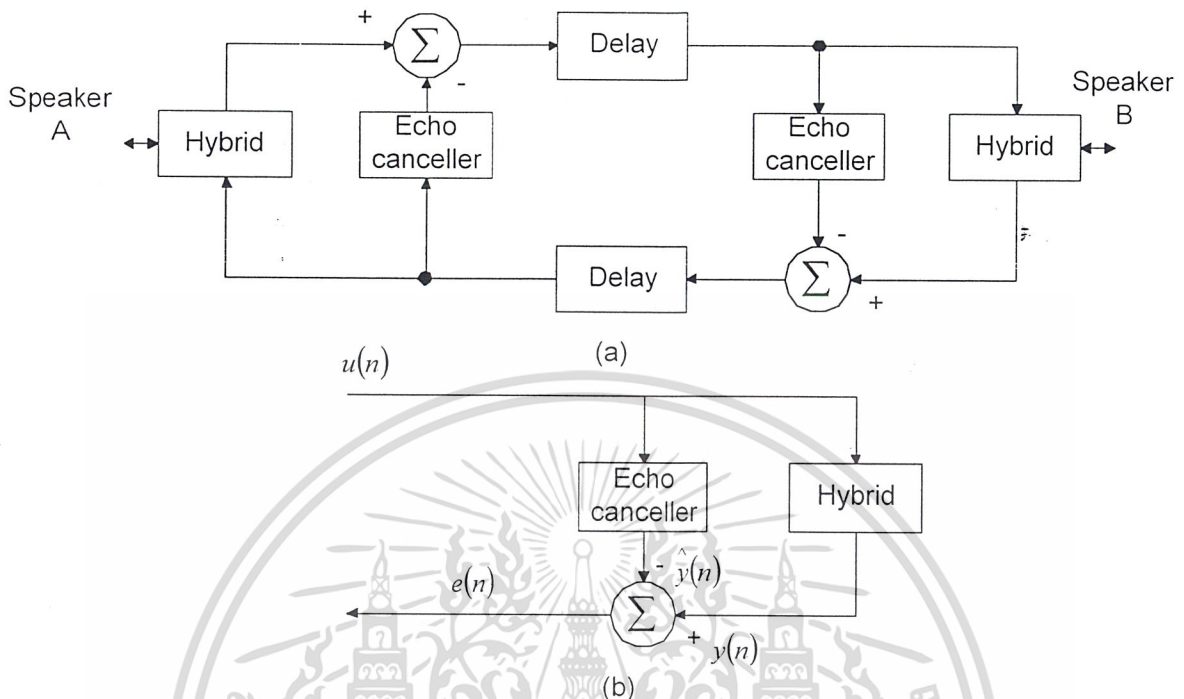 +
Σ
-
Delay
Speaker
A
Hybrid
Echo
canceller
Echo
canceller
Hybrid
Speaker
B
-
Delay
Σ
+
(a)
u(n)
Echo
canceller
Hybrid
- ŷ(n)
e(n)
Σ
+ y(n)
(b)